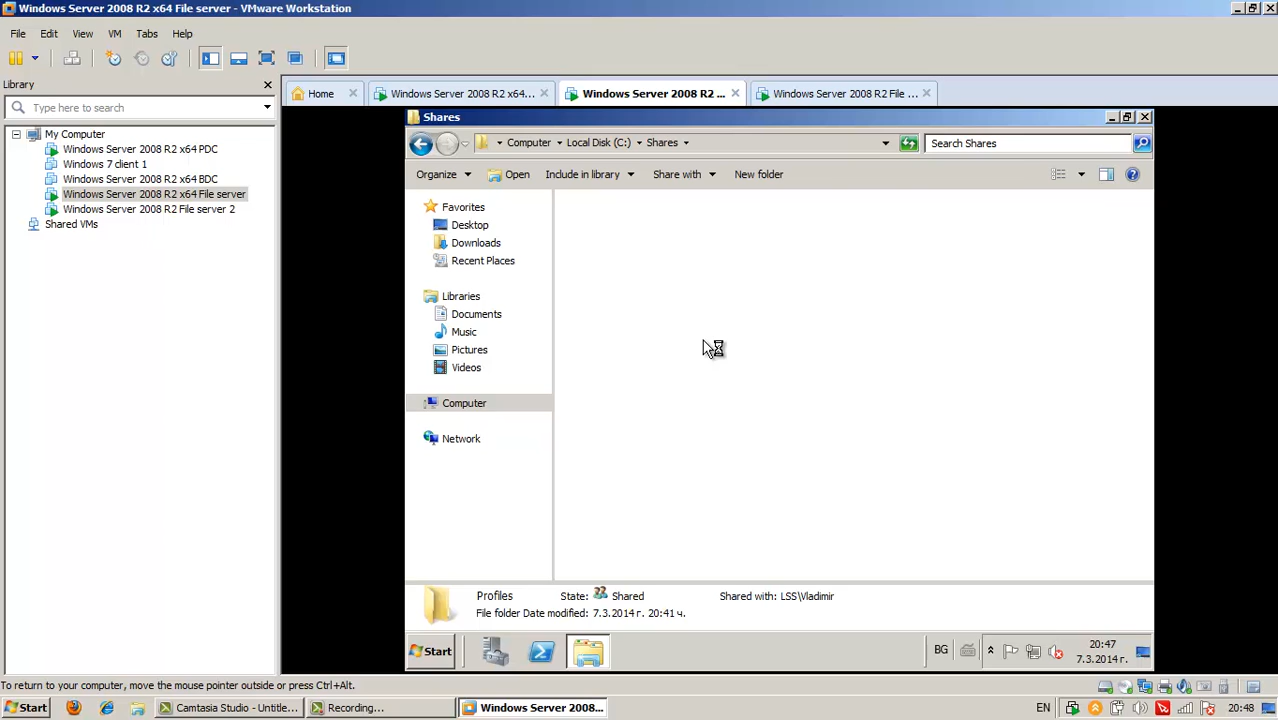 Windows Server 2008 R2 x64 File server - VMware Workstation
File Edit View VM Tabs Help
Library
Type here to search
My Computer
Windows Server 2008 R2 x64 PDC
Windows 7 client 1
Windows Server 2008 R2 x64 BDC
Windows Server 2008 R2 x64 File server
Windows Server 2008 R2 File server 2
Shared VMs
Home
Windows Server 2008 R2 x64...
Windows Server 2008 R2 ...
Windows Server 2008 R2 File ...
Shares
Computer Local Disk (C:) Shares
Search Shares
Organize Open Include in library Share with New folder
Favorites
Desktop
Downloads
Recent Places
Libraries
Documents
Music
Pictures
Videos
Computer
Network
Profiles State: Shared Shared with: LSS\Vladimir
File folder Date modified: 7.3.2014 г. 20:41 ч.
Start BG 20:47
7.3.2014 г.
To return to your computer, move the mouse pointer outside or press Ctrl+Alt.
Start Camtasia Studio - Untitle... Recording... Windows Server 2008... EN 20:48